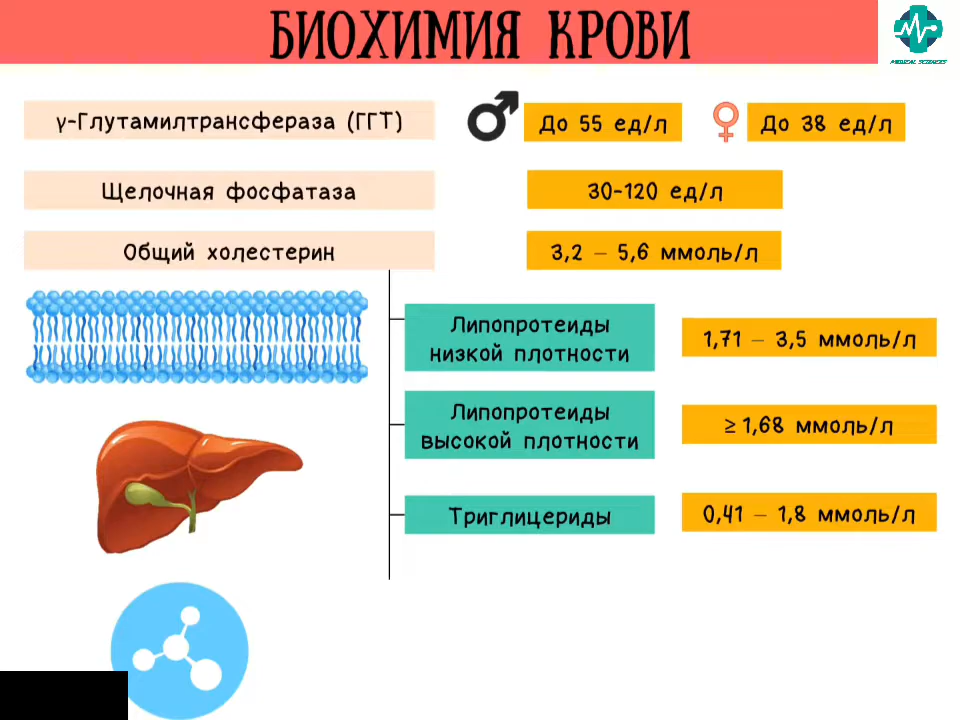 БИОХИМИЯ КРОВИ
MEDICAL SCIENCES
γ-Глутамилтрансфераза (ГГТ)
До 55 ед/л
До 38 ед/л
Щелочная фосфатаза
30-120 ед/л
Общий холестерин
3,2 – 5,6 ммоль/л
Липопротеиды
низкой плотности
1,71 – 3,5 ммоль/л
Липопротеиды
высокой плотности
≥ 1,68 ммоль/л
Триглицериды
0,41 – 1,8 ммоль/л